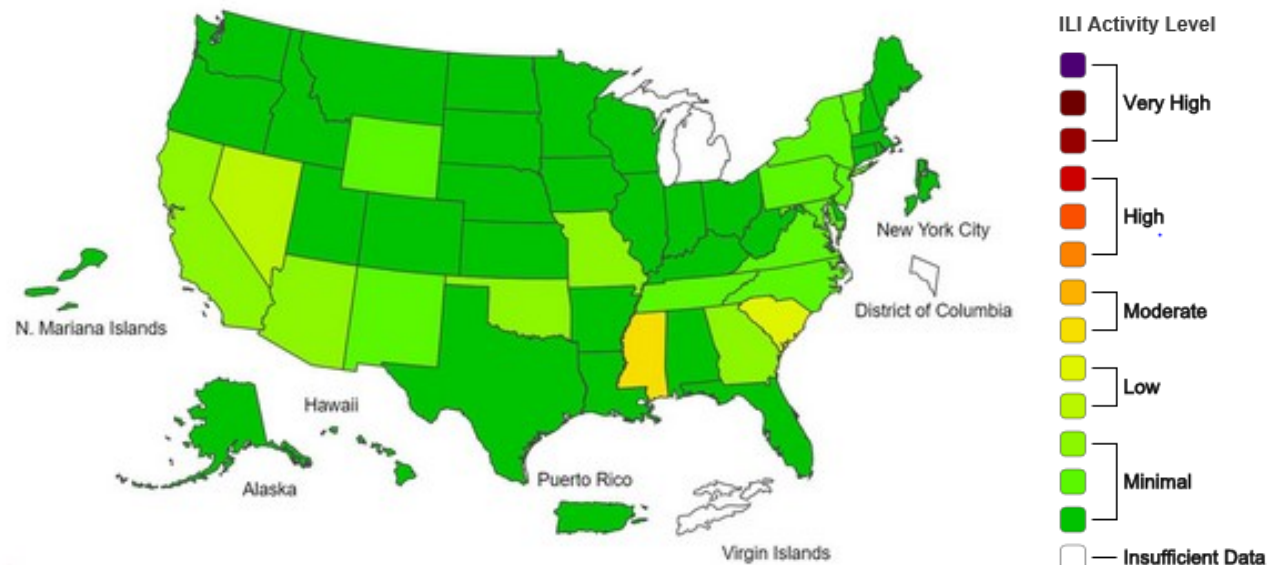 ILI Activity Level
Very High
High
New York City
District of Columbia
Moderate
N. Mariana Islands
Low
Hawaii
Puerto Rico
Alaska
Minimal
Virgin Islands
Insufficient Data